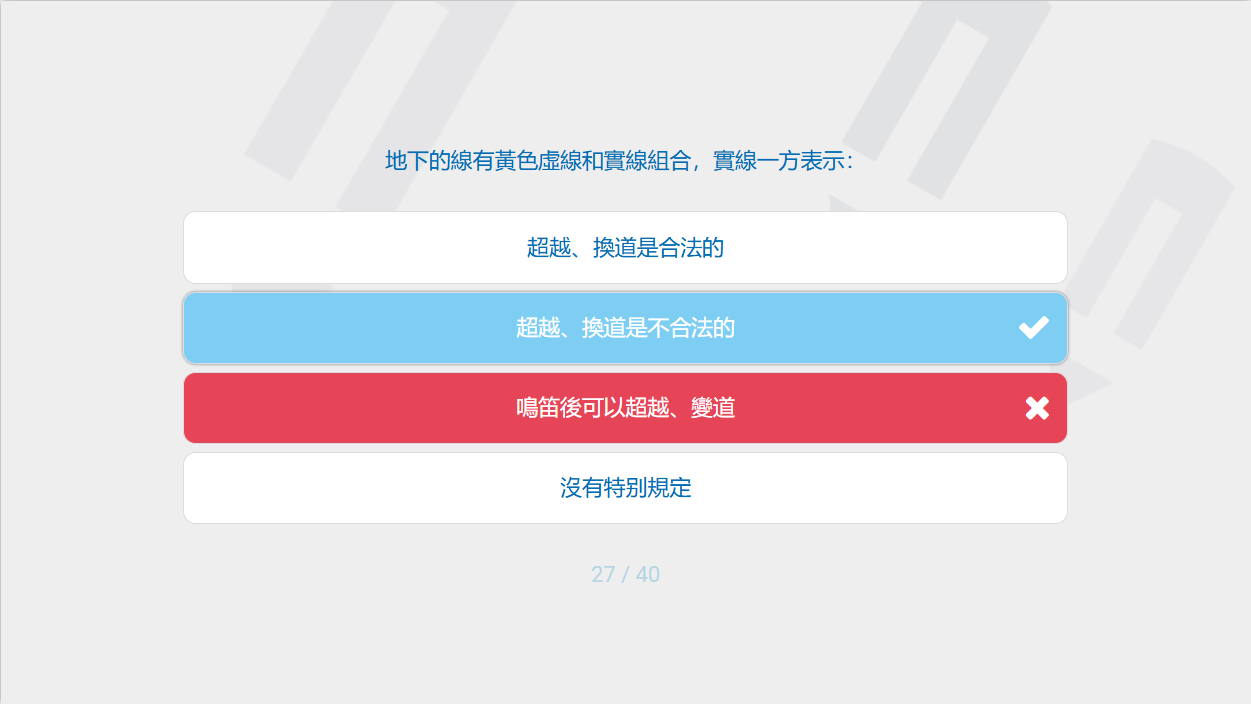 地下的線有黃色虛線和實線組合，實線一方表示：
超越、換道是合法的
超越、換道是不合法的
鳴笛後可以超越、變道
沒有特別規定
27 / 40